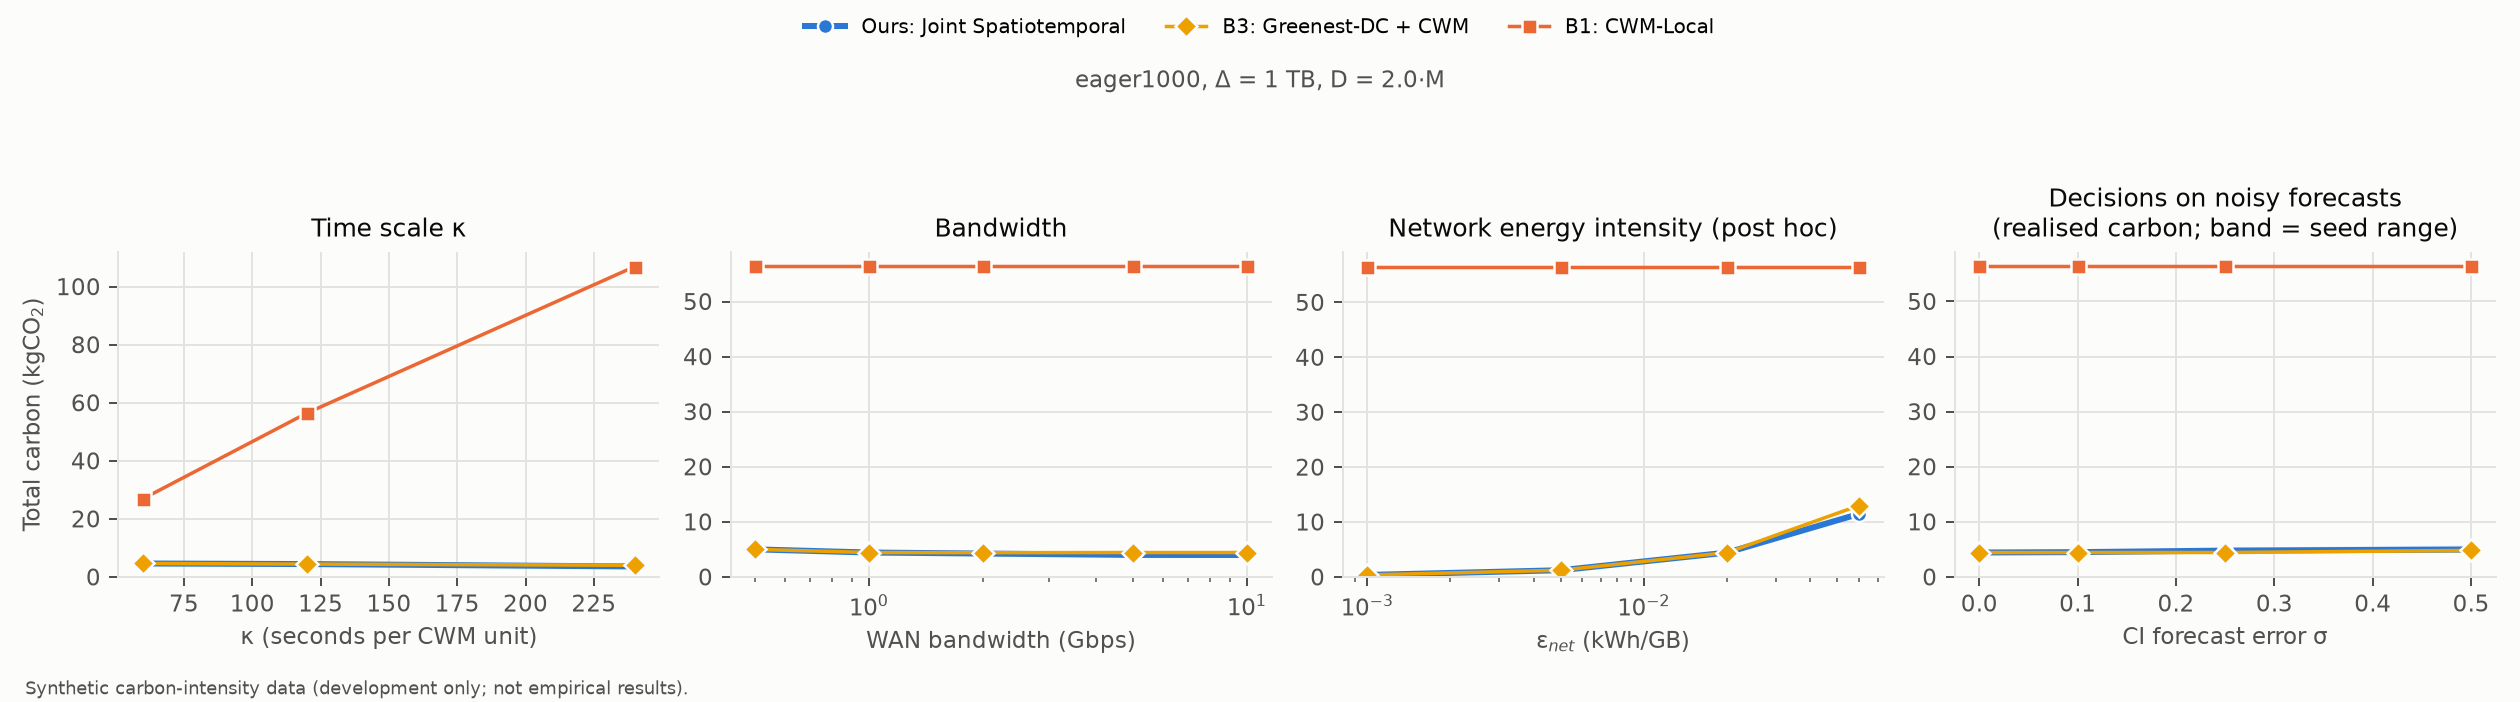 Ours: Joint Spatiotemporal
B3: Greenest-DC + CWM
B1: CWM-Local
eager1000, Δ = 1 TB, D = 2.0·M
Time scale κ
Total carbon (kgCO₂)
100
80
60
40
20
0
75 100 125 150 175 200 225
κ (seconds per CWM unit)
Bandwidth
50
40
30
20
10
0
10⁰ 10¹
WAN bandwidth (Gbps)
Network energy intensity (post hoc)
50
40
30
20
10
0
10⁻³ 10⁻²
εnet (kWh/GB)
Decisions on noisy forecasts
(realised carbon; band = seed range)
50
40
30
20
10
0
0.0 0.1 0.2 0.3 0.4 0.5
CI forecast error σ
Synthetic carbon-intensity data (development only; not empirical results).